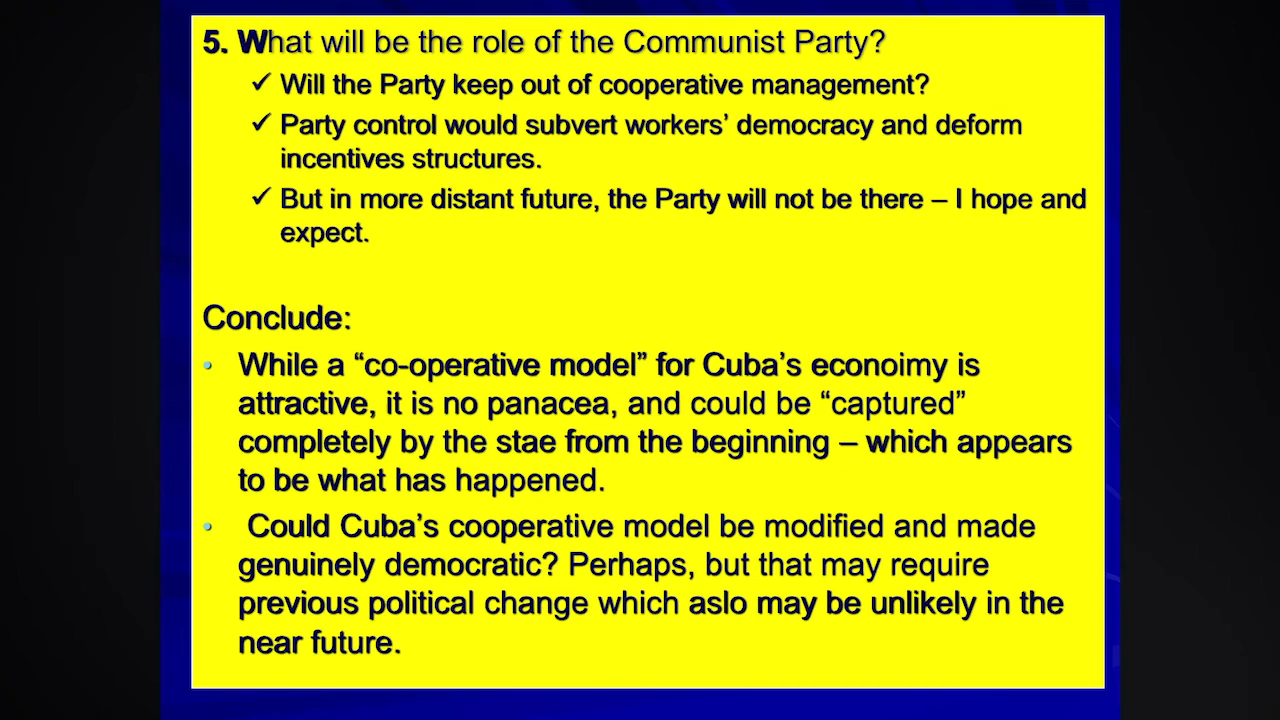 5. What will be the role of the Communist Party?
✓ Will the Party keep out of cooperative management?
✓ Party control would subvert workers’ democracy and deform
incentives structures.
✓ But in more distant future, the Party will not be there – I hope and
expect.
Conclude:
• While a “co-operative model” for Cuba’s econoimy is
attractive, it is no panacea, and could be “captured”
completely by the stae from the beginning – which appears
to be what has happened.
• Could Cuba’s cooperative model be modified and made
genuinely democratic? Perhaps, but that may require
previous political change which aslo may be unlikely in the
near future.